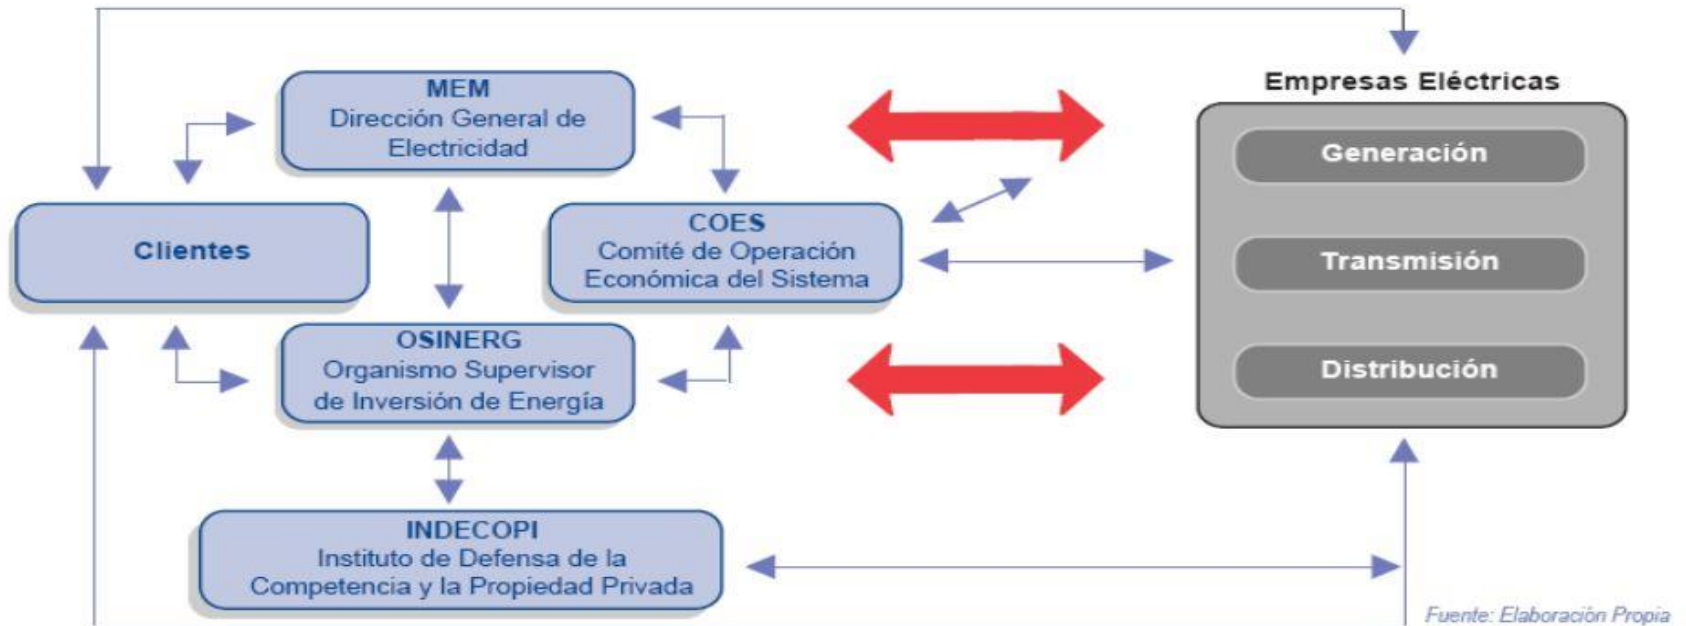 Empresas Eléctricas
MEM
Dirección General de
Electricidad
Generación
Clientes
COES
Comité de Operación
Económica del Sistema
Transmisión
OSINERG
Organismo Supervisor
de Inversión de Energía
Distribución
INDECOPI
Instituto de Defensa de la
Competencia y la Propiedad Privada
Fuente: Elaboración Propia